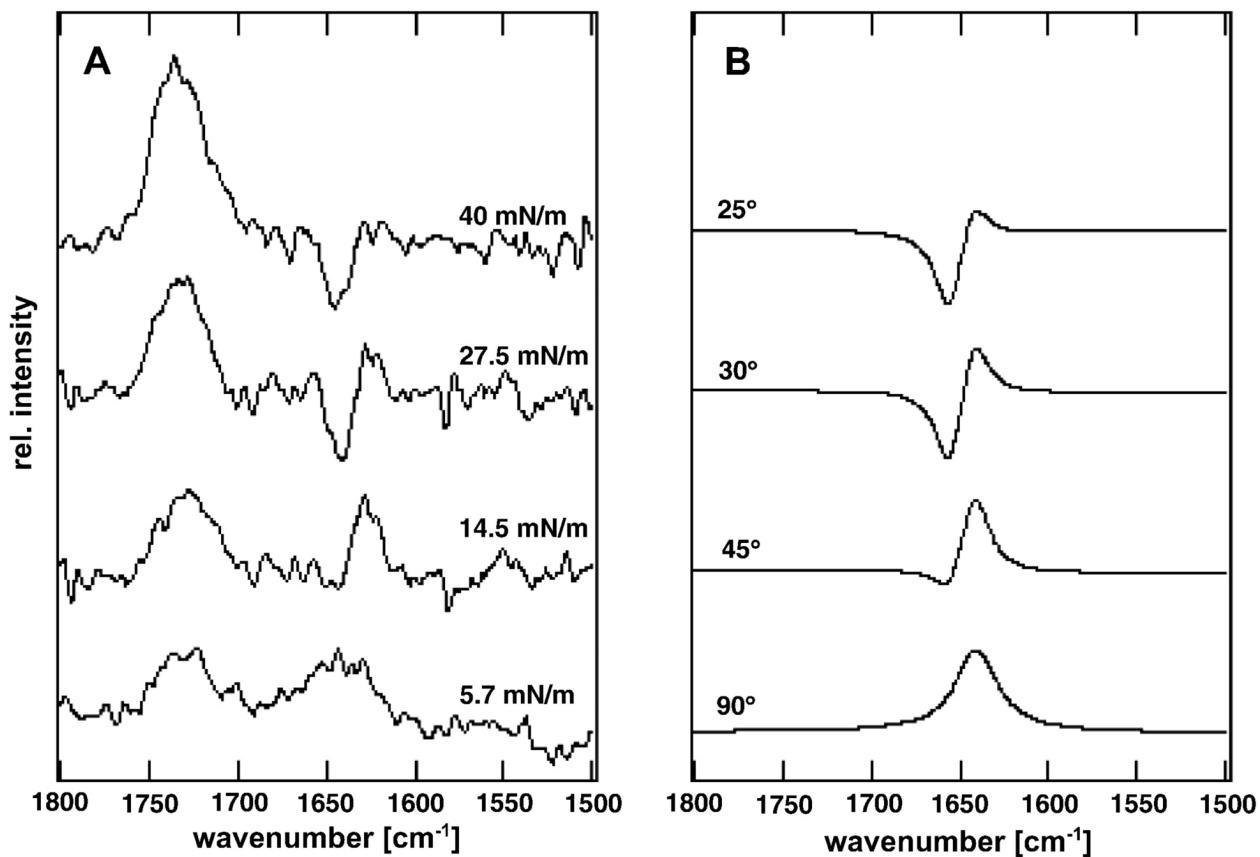 A
40 mN/m
27.5 mN/m
14.5 mN/m
5.7 mN/m
rel. intensity
1800 1750 1700 1650 1600 1550 1500
wavenumber [cm-1]
B
25°
30°
45°
90°
1800 1750 1700 1650 1600 1550 1500
wavenumber [cm-1]